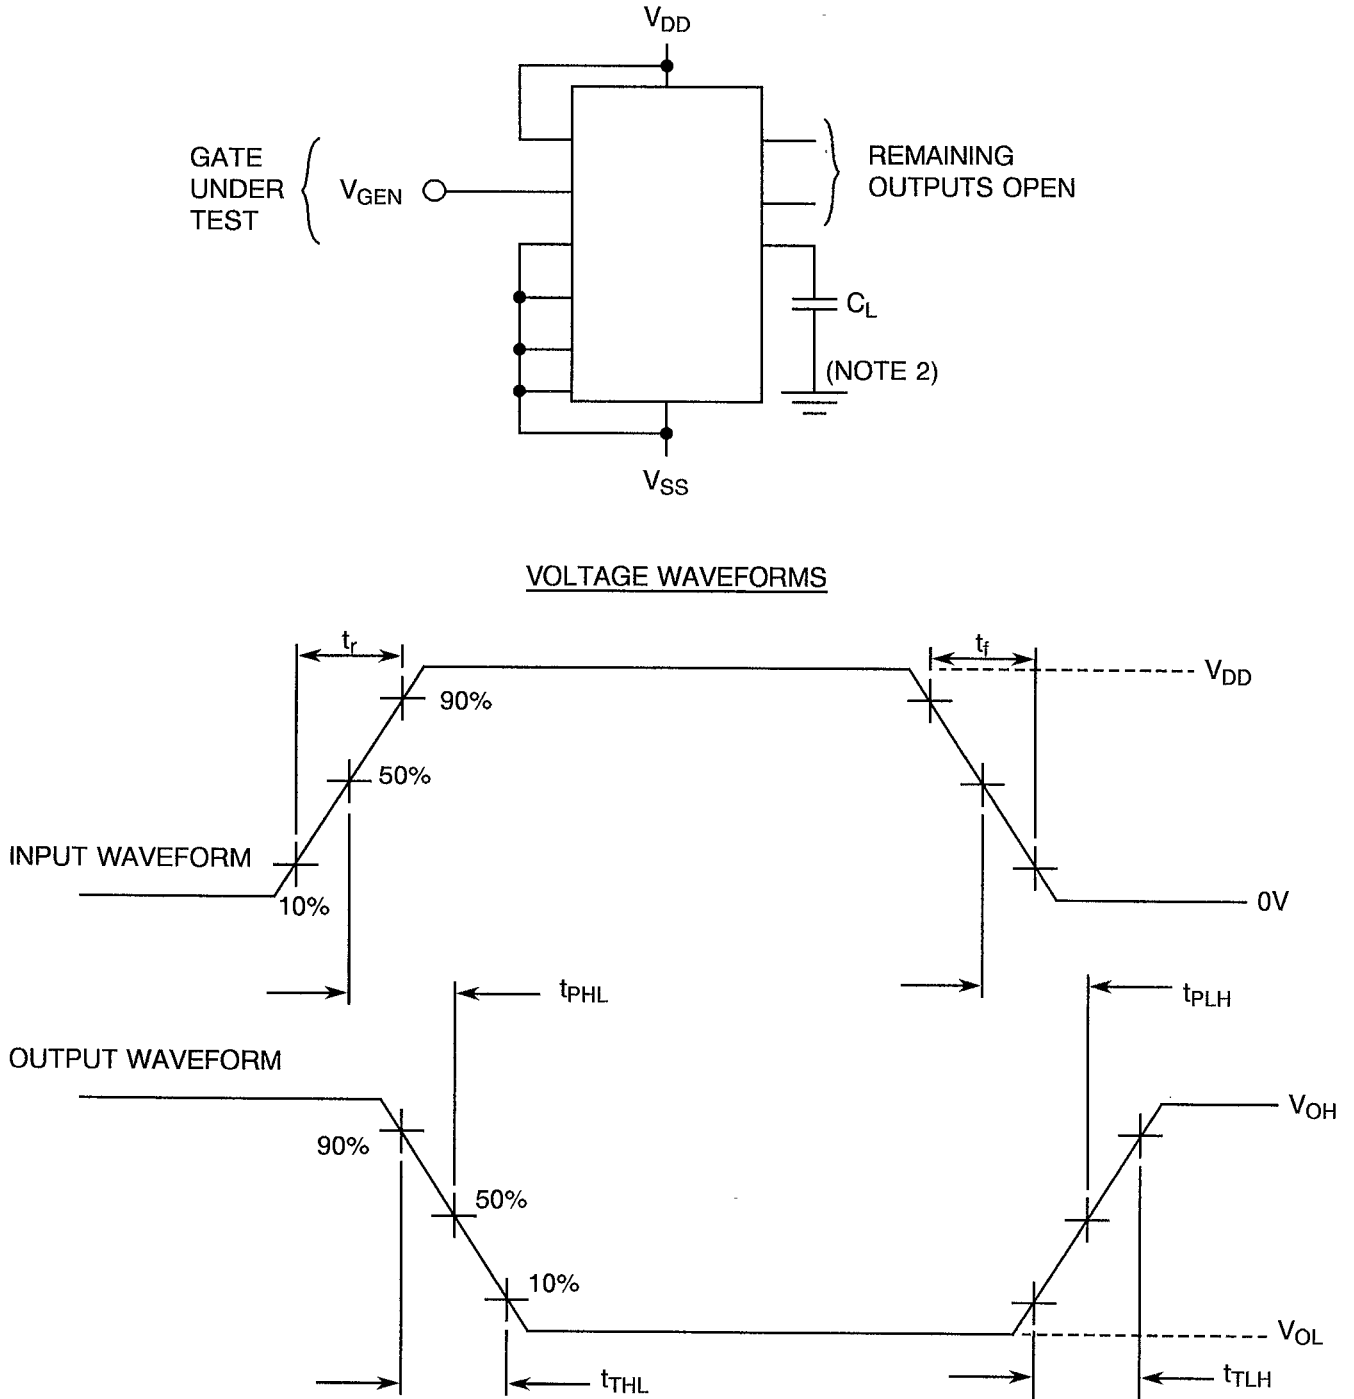 VDD
GATE
UNDER
TEST
VGEN
REMAINING
OUTPUTS OPEN
CL
(NOTE 2)
VSS
VOLTAGE WAVEFORMS
tr
tf
VDD
90%
50%
INPUT WAVEFORM
10%
0V
tPHL
tPLH
OUTPUT WAVEFORM
VOH
90%
50%
10%
VOL
tTHL
tTLH